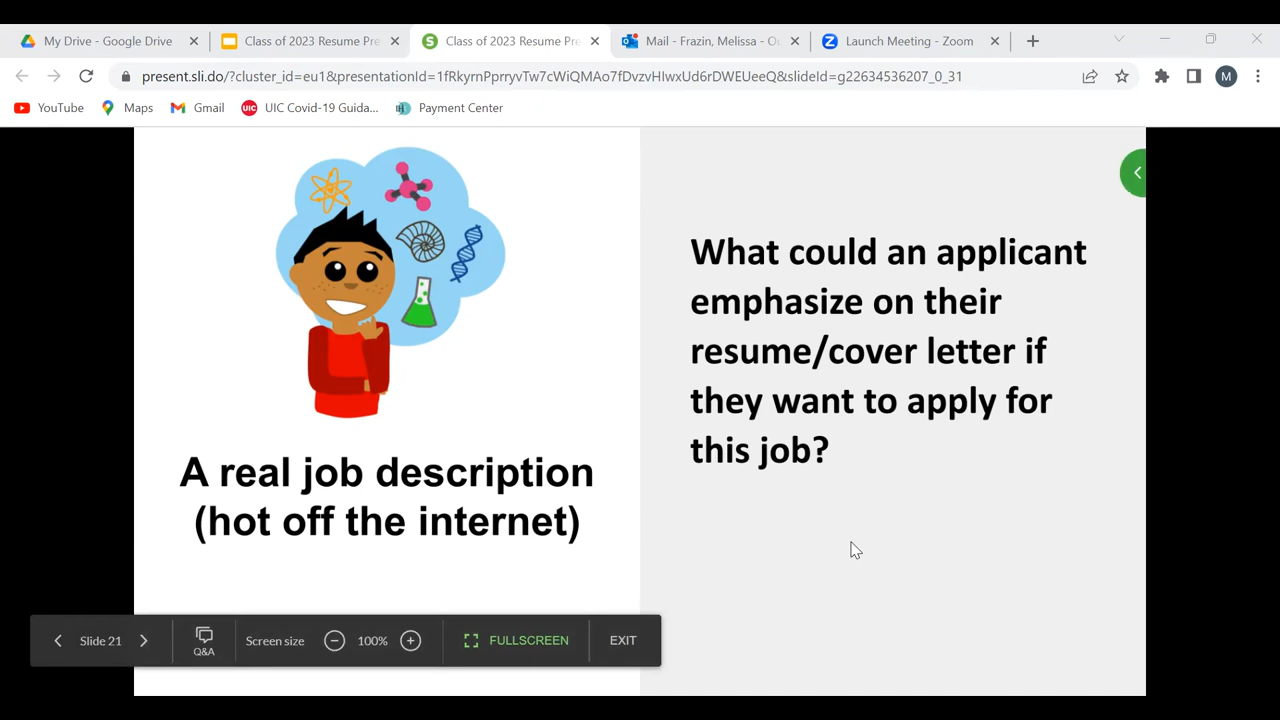 My Drive - Google Drive
Class of 2023 Resume Pre
S
Class of 2023 Resume Pre
Mail - Frazin, Melissa - Ou
Z
Launch Meeting - Zoom
present.sli.do/?cluster_id=eu1&presentationId=1fRkyrnPprryvTw7cWiQMAo7fDvzvHIwxUd6rDWEUeeQ&slideId=g22634536207_0_31
M
YouTube
Maps
Gmail
UIC
UIC Covid-19 Guida...
Payment Center
What could an applicant
emphasize on their
resume/cover letter if
they want to apply for
this job?
A real job description
(hot off the internet)
Slide 21
Q&A
Screen size
100%
FULLSCREEN
EXIT